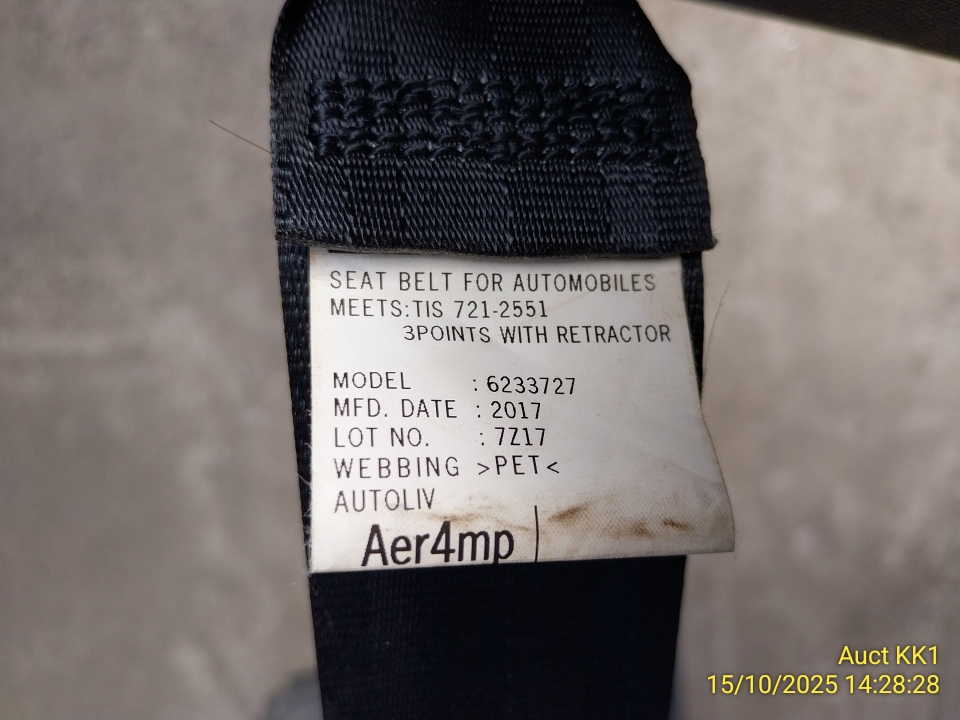 SEAT BELT FOR AUTOMOBILES
MEETS:TIS 721-2551
3POINTS WITH RETRACTOR
MODEL : 6233727
MFD. DATE : 2017
LOT NO. : 7Z17
WEBBING >PET<
AUTOLIV
Aer4mp
Auct KK1
15/10/2025 14:28:28